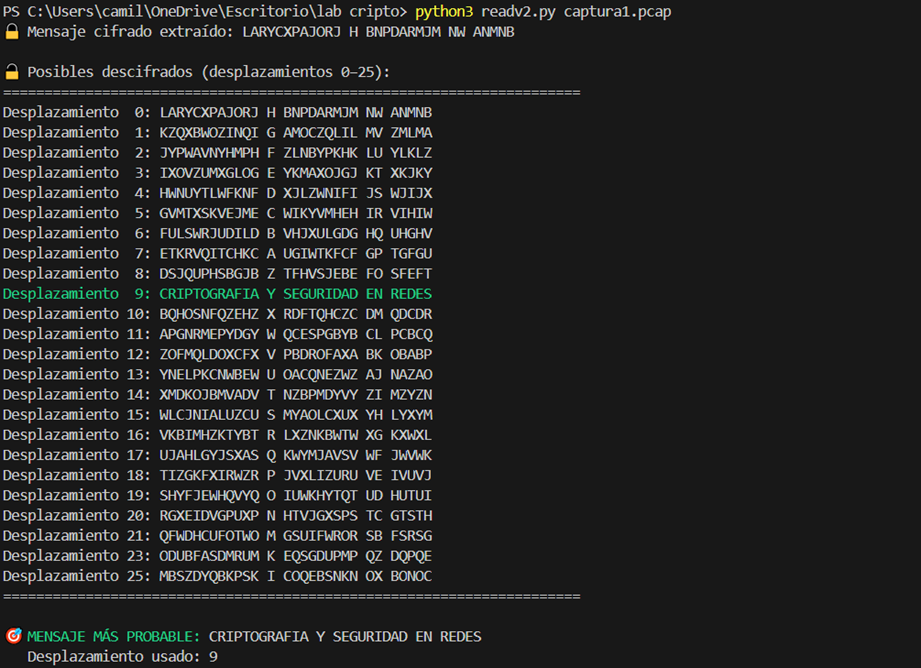 PS C:\Users\camil\OneDrive\Escritorio\lab cripto> python3 readv2.py captura1.pcap
🔒 Mensaje cifrado extraído: LARYCXPAJORJ H BNPDARMJM NW ANMNB
🔓 Posibles descifrados (desplazamientos 0–25):
======================================================================
Desplazamiento  0: LARYCXPAJORJ H BNPDARMJM NW ANMNB
Desplazamiento  1: KZQXBWOZINQI G AMOCZQLIL MV ZMLMA
Desplazamiento  2: JYPWAVNYHMPH F ZLNBYPKHK LU YLKLZ
Desplazamiento  3: IXOVZUMXGLOG E YKMAXOJGJ KT XKJKY
Desplazamiento  4: HWNUYTLWFKNF D XJLZWNIFI JS WJIJX
Desplazamiento  5: GVMTXSKVEJME C WIKYVMHEH IR VIHIW
Desplazamiento  6: FULSWRJUDILD B VHJXULGDG HQ UHGHV
Desplazamiento  7: ETKRVQITCHKC A UGIWTKFCF GP TGFGU
Desplazamiento  8: DSJQUPHSBGJB Z TFHVSJEBE FO SFEFT
Desplazamiento  9: CRIPTOGRAFIA Y SEGURIDAD EN REDES
Desplazamiento 10: BQHOSNFQZEHZ X RDFTQHCZC DM QDCDR
Desplazamiento 11: APGNRMEPYDGY W QCESPGBYB CL PCBCQ
Desplazamiento 12: ZOFMQLDOXCFX V PBDROFAXA BK OBABP
Desplazamiento 13: YNELPKCNWBEW U OACQNEZWZ AJ NAZAO
Desplazamiento 14: XMDKOJBMVADV T NZBPMDYVY ZI MZYZN
Desplazamiento 15: WLCJNIALUZCU S MYAOLCXUX YH LYXYM
Desplazamiento 16: VKBIMHZKTYBT R LXZNKBWTW XG KXWXL
Desplazamiento 17: UJAHLGYJSXAS Q KWYMJAVSV WF JWVWK
Desplazamiento 18: TIZGKFXIRWZR P JVXLIZURU VE IVUVJ
Desplazamiento 19: SHYFJEWHQVYQ O IUWKHYTQT UD HUTUI
Desplazamiento 20: RGXEIDVGPUXP N HTVJGXSPS TC GTSTH
Desplazamiento 21: QFWDHCUFOTWO M GSUIFWROR SB FSRSG
Desplazamiento 23: ODUBFASDMRUM K EQSGDUPMP QZ DQPQE
Desplazamiento 25: MBSZDYQBKPSK I COQEBSNKN OX BONOC
======================================================================
🎯 MENSAJE MÁS PROBABLE: CRIPTOGRAFIA Y SEGURIDAD EN REDES
Desplazamiento usado: 9